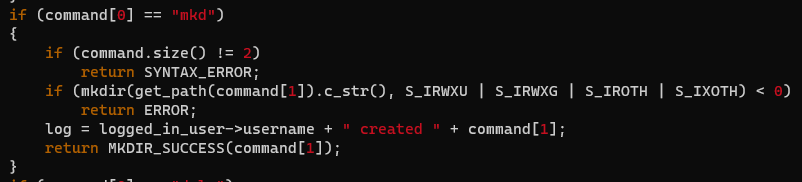 if (command[0] == "mkd")
{
    if (command.size() != 2)
        return SYNTAX_ERROR;
    if (mkdir(get_path(command[1]).c_str(), S_IRWXU | S_IRWXG | S_IROTH | S_IXOTH) < 0)
        return ERROR;
    log = logged_in_user->username + " created " + command[1];
    return MKDIR_SUCCESS(command[1]);
}